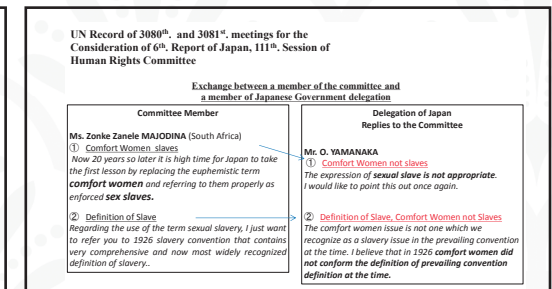 UN Record of 3080th. and 3081st. meetings for the
Consideration of 6th. Report of Japan, 111th. Session of
Human Rights Committee
Exchange between a member of the committee and
a member of Japanese Government delegation
Committee Member
Ms. Zonke Zanele MAJODINA (South Africa)
① Comfort Women slaves
Now 20 years so later it is high time for Japan to take
the first lesson by replacing the euphemistic term
comfort women and referring to them properly as
enforced sex slaves.
② Definition of Slave
Regarding the use of the term sexual slavery, I just want
to refer you to 1926 slavery convention that contains
very comprehensive and now most widely recognized
definition of slavery..
Delegation of Japan
Replies to the Committee
Mr. O. YAMANAKA
① Comfort Women not slaves
The expression of sexual slave is not appropriate.
I would like to point this out once again.
② Definition of Slave, Comfort Women not Slaves
The comfort women issue is not one which we
recognize as a slavery issue in the prevailing convention
at the time. I believe that in 1926 comfort women did
not conform the definition of prevailing convention
definition at the time.